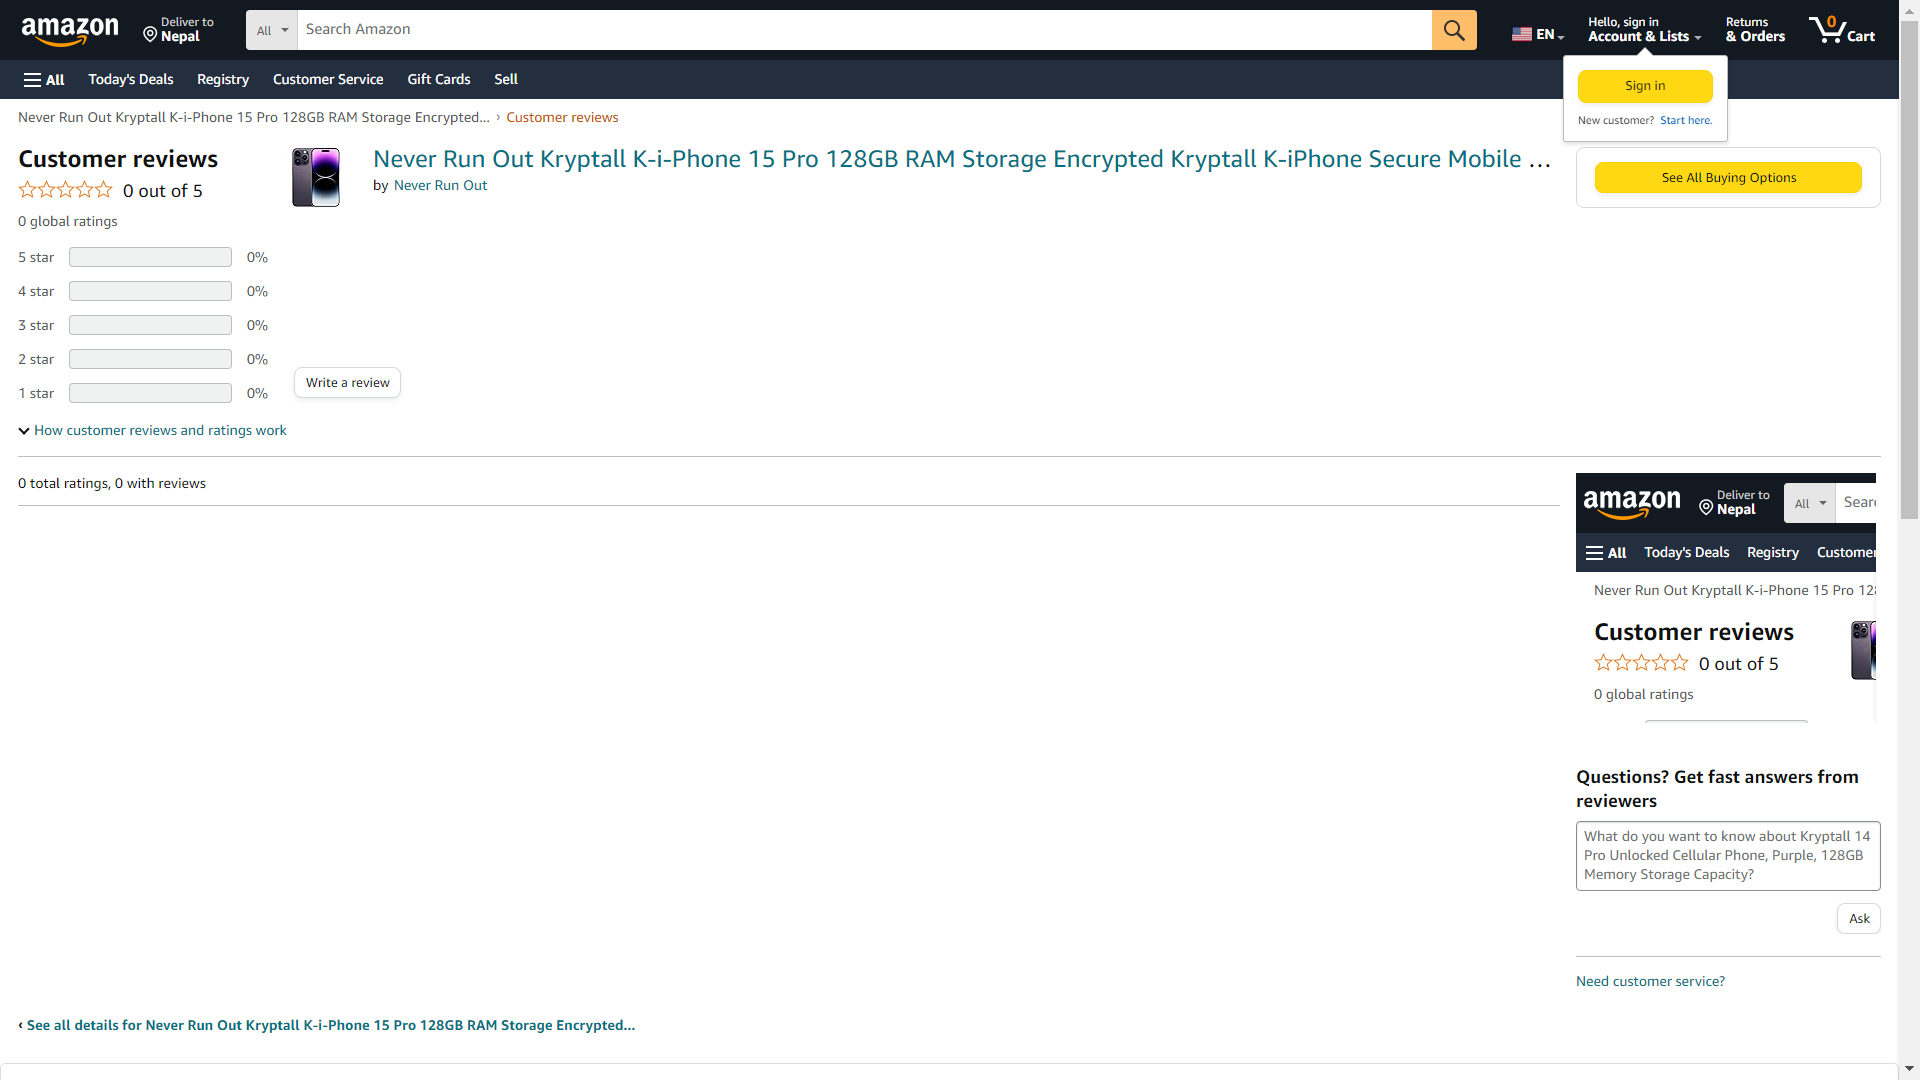 amazon
Deliver to
Nepal
All
Search Amazon
EN
Hello, sign in
Account & Lists
Returns
& Orders
0
Cart
All
Today's Deals
Registry
Customer Service
Gift Cards
Sell
Sign in
New customer? Start here.
Never Run Out Kryptall K-i-Phone 15 Pro 128GB RAM Storage Encrypted... › Customer reviews
Customer reviews
0 out of 5
0 global ratings
5 star 0%
4 star 0%
3 star 0%
2 star 0%
1 star 0%
How customer reviews and ratings work
Never Run Out Kryptall K-i-Phone 15 Pro 128GB RAM Storage Encrypted Kryptall K-iPhone Secure Mobile …
by Never Run Out
Write a review
See All Buying Options
0 total ratings, 0 with reviews
amazon
Deliver to
Nepal
All
Sear
All
Today's Deals
Registry
Customer
Never Run Out Kryptall K-i-Phone 15 Pro 12
Customer reviews
0 out of 5
0 global ratings
Questions? Get fast answers from
reviewers
What do you want to know about Kryptall 14
Pro Unlocked Cellular Phone, Purple, 128GB
Memory Storage Capacity?
Ask
Need customer service?
‹ See all details for Never Run Out Kryptall K-i-Phone 15 Pro 128GB RAM Storage Encrypted...